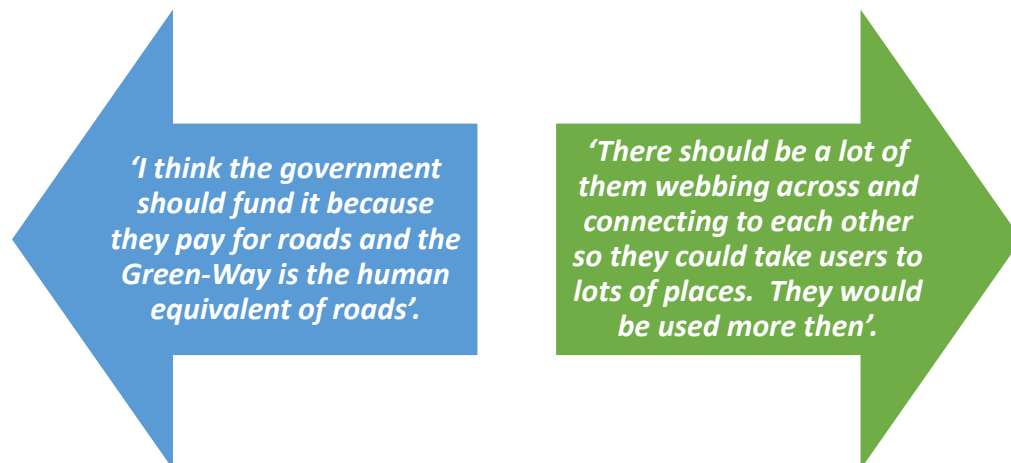 ‘I think the government
should fund it because
they pay for roads and the
Green-Way is the human
equivalent of roads’.
‘There should be a lot of
them webbing across and
connecting to each other
so they could take users to
lots of places.  They would
be used more then’.